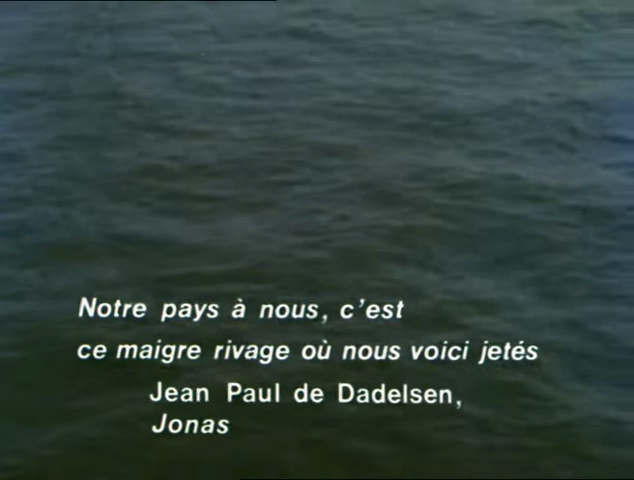 Notre pays à nous, c'est
ce maigre rivage où nous voici jetés
Jean Paul de Dadelsen,
Jonas